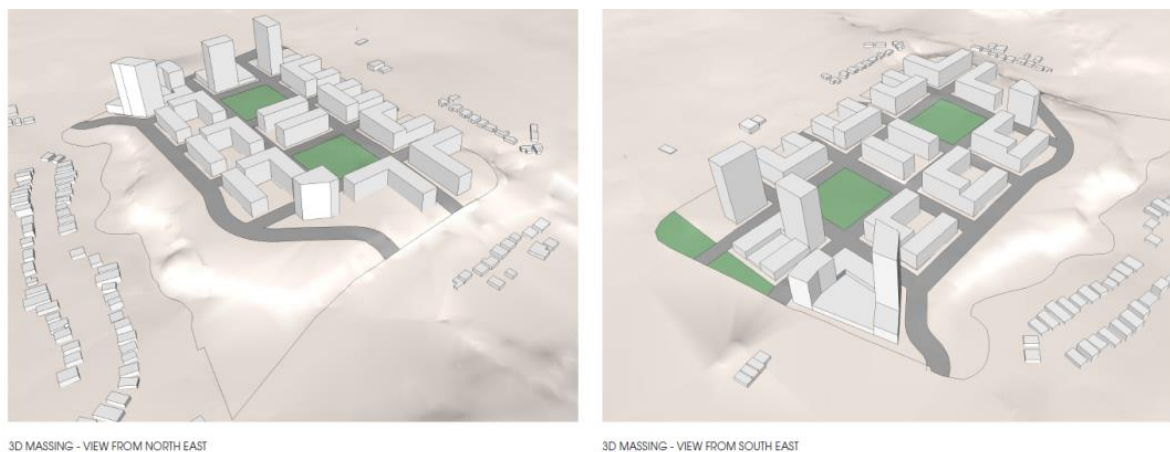 3D MASSING - VIEW FROM NORTH EAST
3D MASSING - VIEW FROM SOUTH EAST